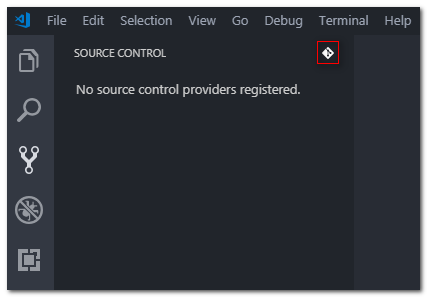 File Edit Selection View Go Debug Terminal Help
SOURCE CONTROL
No source control providers registered.